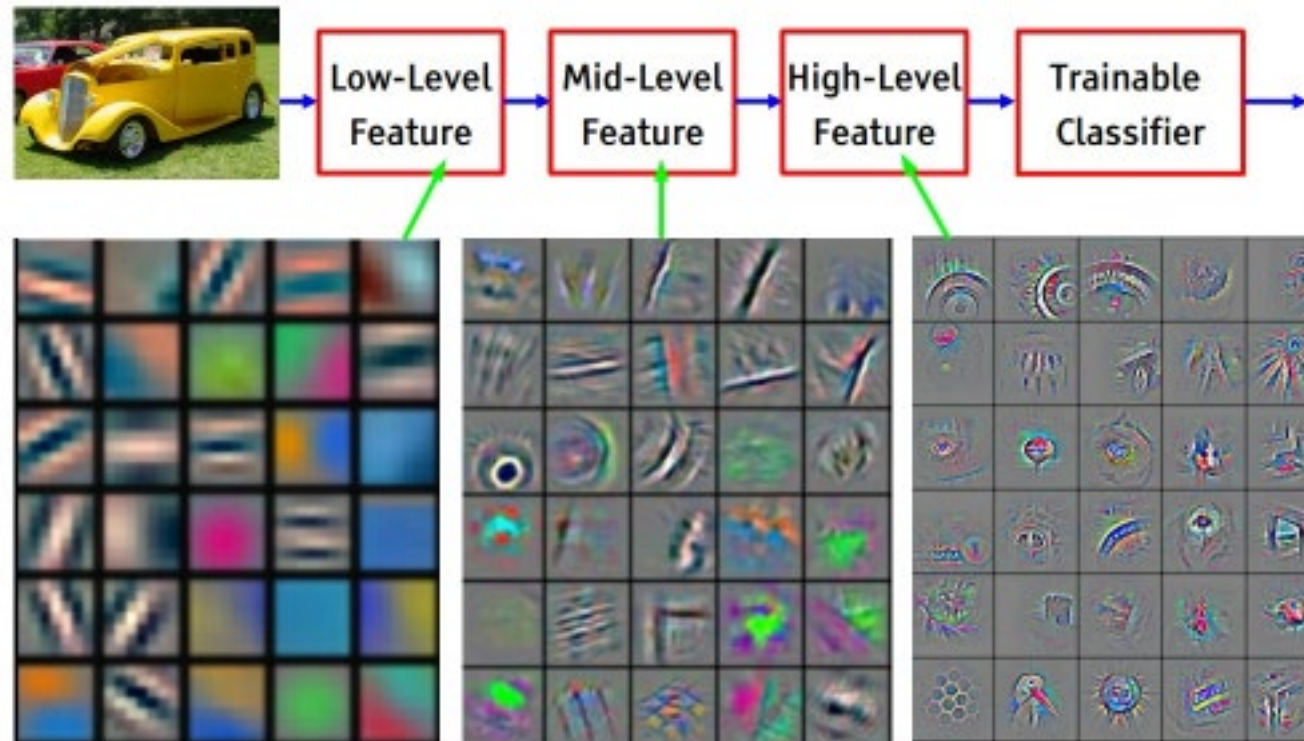 Low-Level
Feature
Mid-Level
Feature
High-Level
Feature
Trainable
Classifier